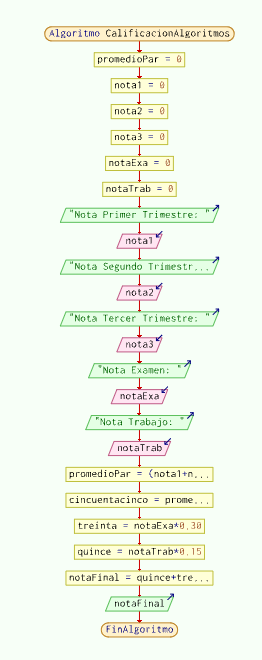 Algoritmo CalificacionAlgoritmos
promedioPar = 0
nota1 = 0
nota2 = 0
nota3 = 0
notaExa = 0
notaTrab = 0
"Nota Primer Trimestre: "
nota1
"Nota Segundo Trimestr...
nota2
"Nota Tercer Trimestre: "
nota3
"Nota Examen: "
notaExa
"Nota Trabajo: "
notaTrab
promedioPar = (nota1+n...
cincuentacinco = prome...
treinta = notaExa*0.30
quince = notaTrab*0.15
notaFinal = quince+tre...
notaFinal
FinAlgoritmo